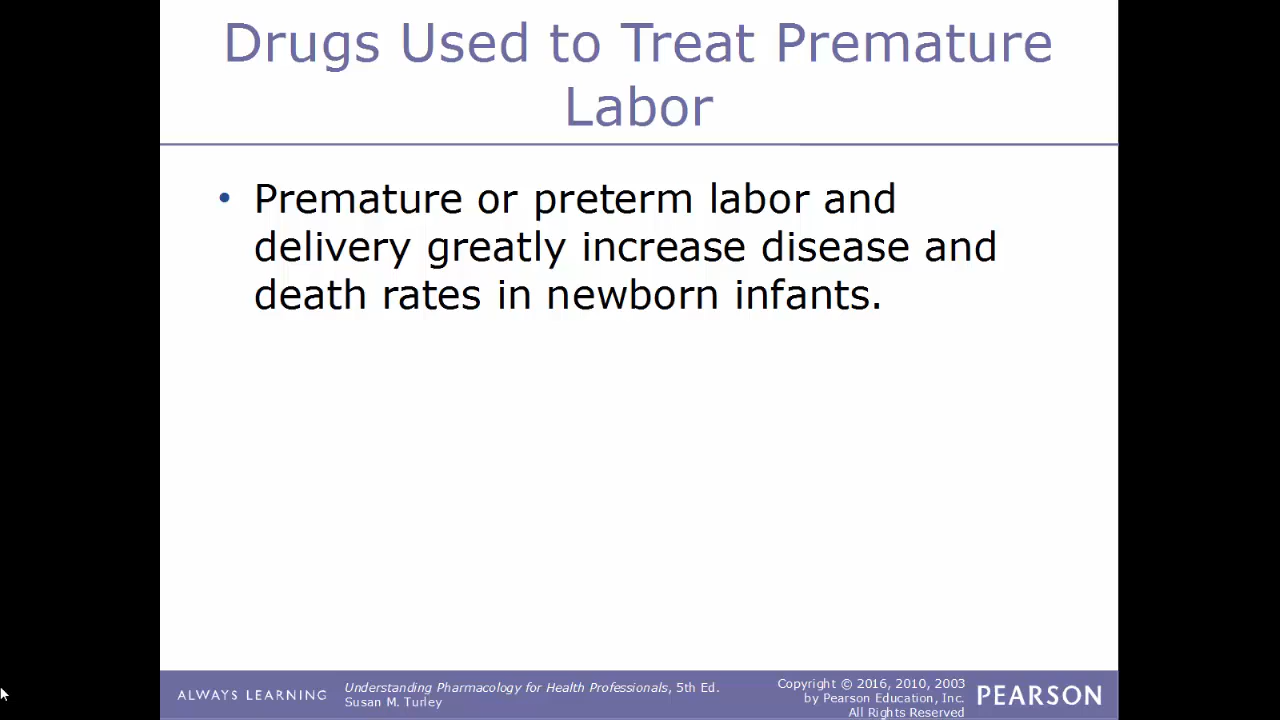 Drugs Used to Treat Premature
Labor
• Premature or preterm labor and
delivery greatly increase disease and
death rates in newborn infants.
ALWAYS LEARNING
Understanding Pharmacology for Health Professionals, 5th Ed.
Susan M. Turley
Copyright © 2016, 2010, 2003
by Pearson Education, Inc.
All Rights Reserved
PEARSON